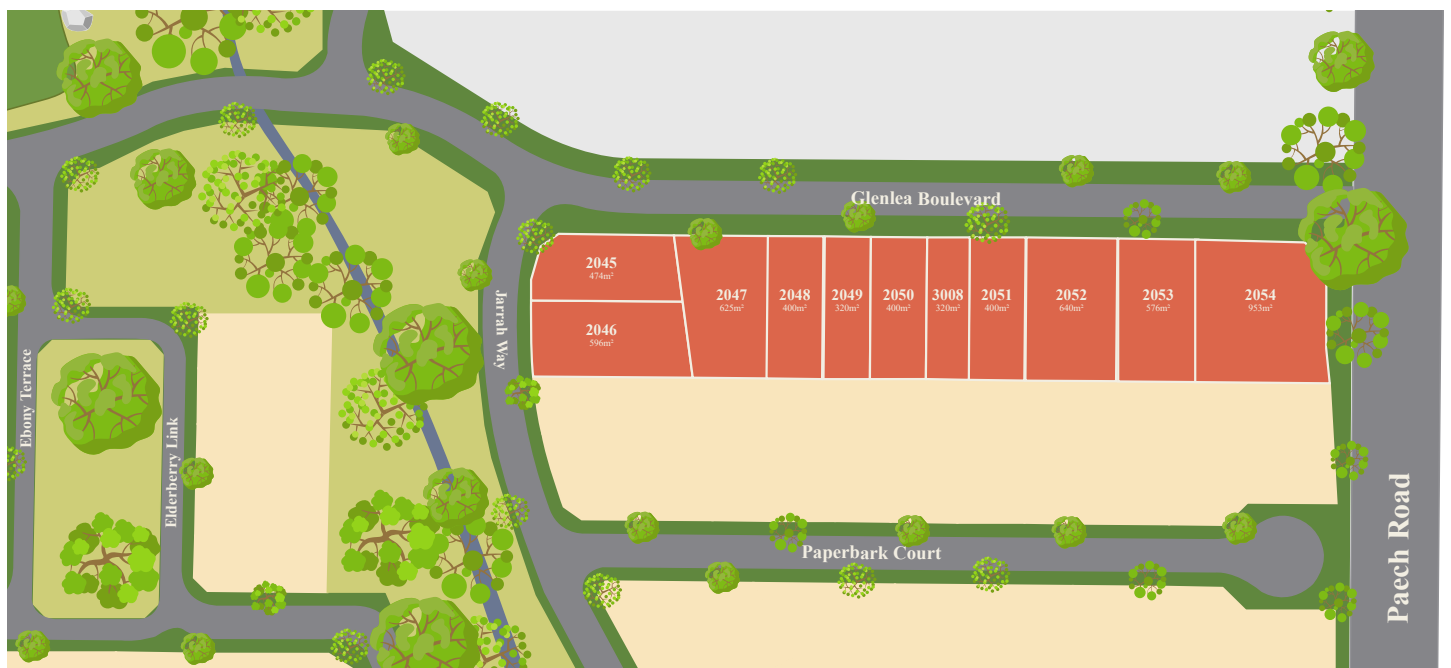 Glenlea Boulevard
2045
474m²
2046
596m²
2047
625m²
2048
400m²
2049
320m²
2050
400m²
3008
320m²
2051
400m²
2052
640m²
2053
576m²
2054
953m²
Jarrah Way
Ebony Terrace
Elderberry Link
Paperbark Court
Paech Road